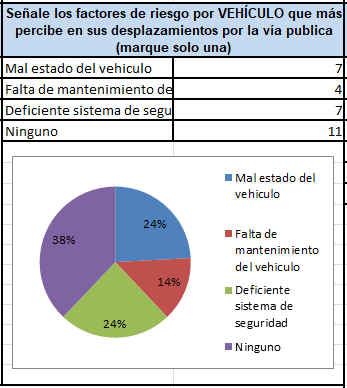 Señale los factores de riesgo por VEHÍCULO que más
percibe en sus desplazamientos por la vía publica
(marque solo una)
Mal estado del vehiculo 7
Falta de mantenimiento de 4
Deficiente sistema de segu 7
Ninguno 11
24%
14%
24%
38%
Mal estado del
vehiculo
Falta de
mantenimiento
del vehiculo
Deficiente
sistema de
seguridad
Ninguno